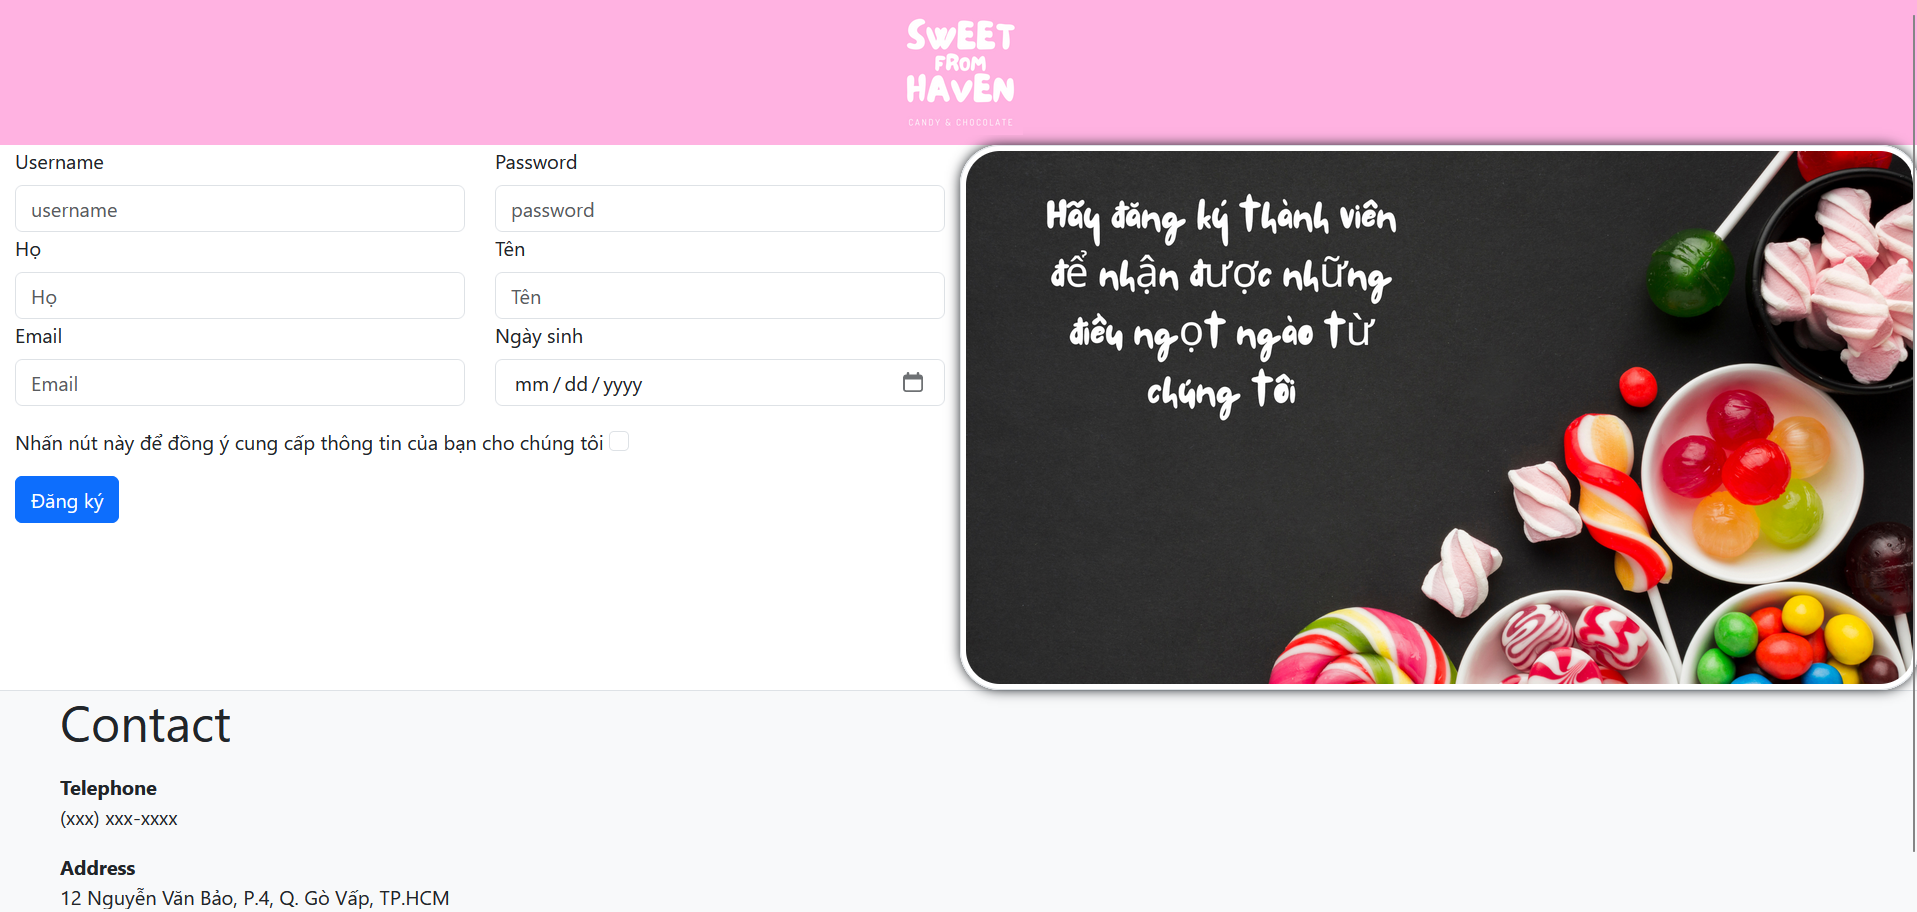 SWEET
FROM
HAVEN
CANDY & CHOCOLATE
Username
Password
username
password
Họ
Tên
Họ
Tên
Email
Ngày sinh
Email
mm/dd/yyyy
Nhấn nút này để đồng ý cung cấp thông tin của bạn cho chúng tôi
Đăng ký
Hãy đăng ký thành viên
để nhận được những
điều ngọt ngào từ
chúng tôi
Contact
Telephone
(xxx) xxx-xxxx
Address
12 Nguyễn Văn Bảo, P.4, Q. Gò Vấp, TP.HCM